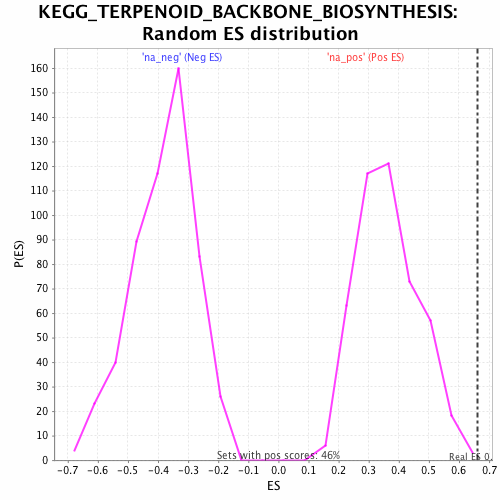 KEGG_TERPENOID_BACKBONE_BIOSYNTHESIS:
Random ES distribution
'na_neg' (Neg ES)
'na_pos' (Pos ES)
160
150
140
130
120
110
100
90
80
70
60
50
40
30
20
10
0
P(ES)
Sets with pos scores: 46%
Real ES 0.
-0.7 -0.6 -0.5 -0.4 -0.3 -0.2 -0.1 0.0 0.1 0.2 0.3 0.4 0.5 0.6 0.7
ES